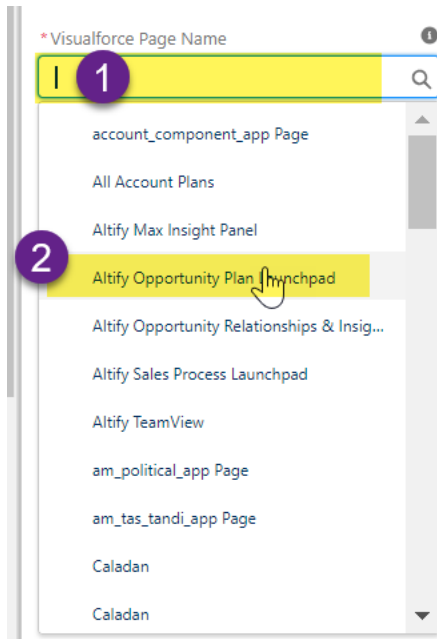 *Visualforce Page Name
1
account_component_app Page
All Account Plans
Altify Max Insight Panel
2
Altify Opportunity Plan Launchpad
Altify Opportunity Relationships & Insig...
Altify Sales Process Launchpad
Altify TeamView
am_political_app Page
am_tas_tandi_app Page
Caladan
Caladan